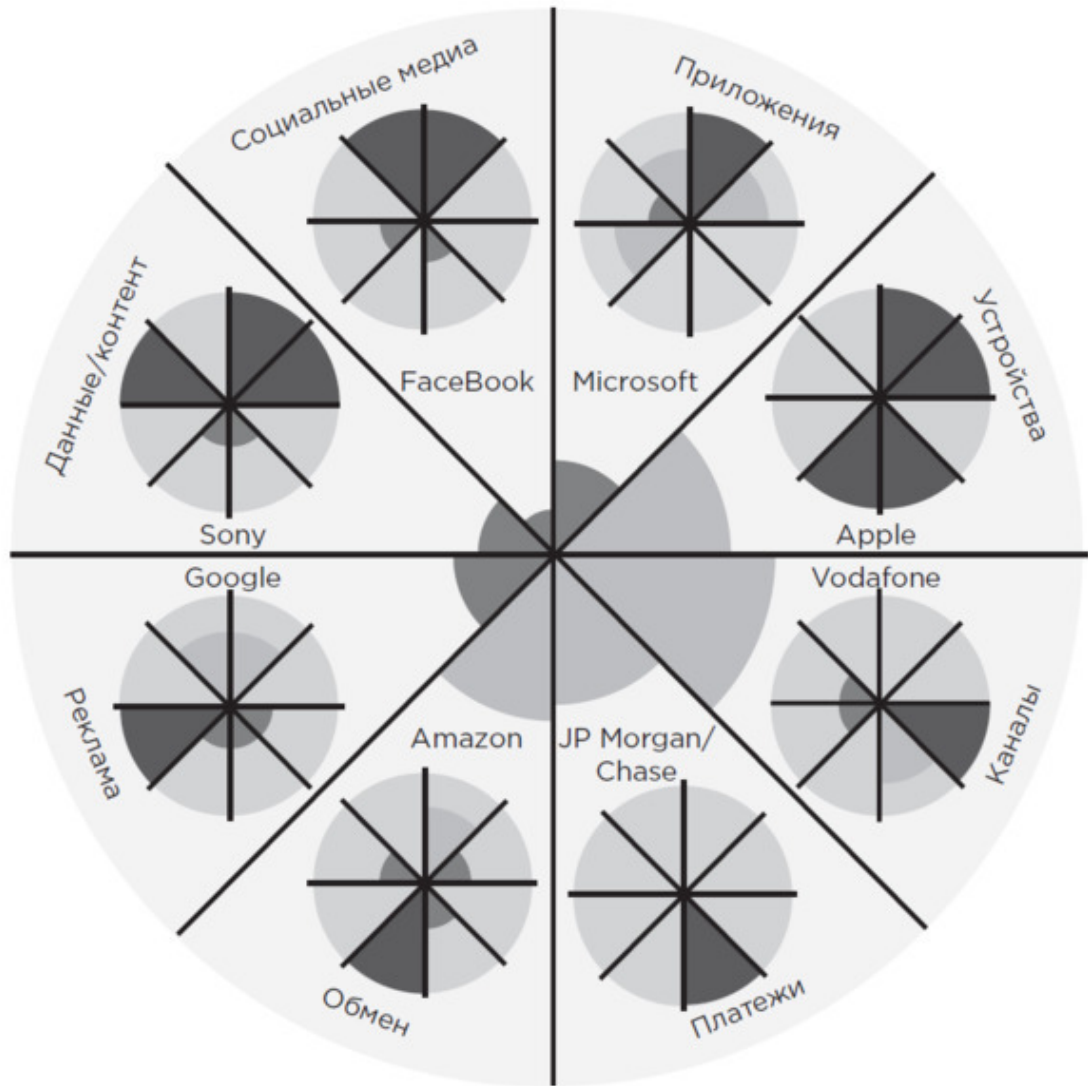 Социальные медиа
Приложения
Данные/контент
Устройства
FaceBook
Microsoft
Sony
Apple
Google
Vodafone
Реклама
Каналы
Amazon
JP Morgan/
Chase
Обмен
Платежи